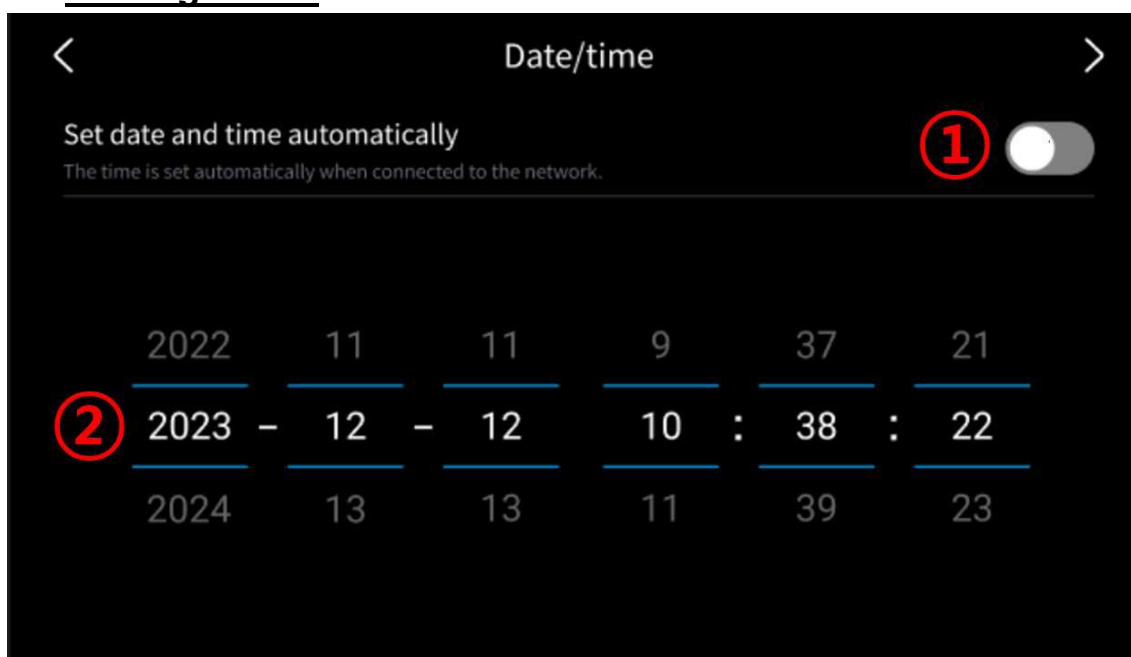 Date/time
Set date and time automatically
①
The time is set automatically when connected to the network.
2022 11 11 9 37 21
② 2023 – 12 – 12 10 : 38 : 22
2024 13 13 11 39 23